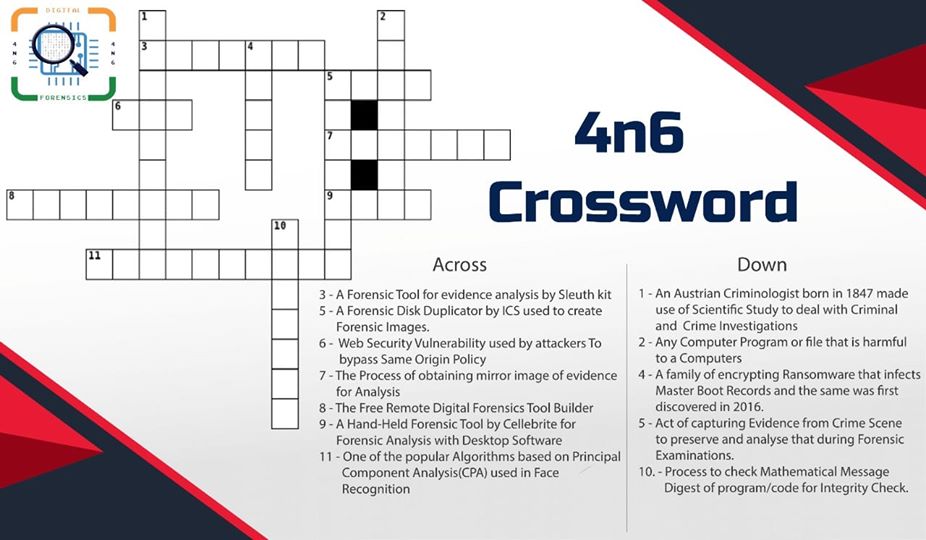 DIGITAL
4N6
4N6
FORENSICS
1
2
3
4
5
6
7
8
9
10
11
4n6
Crossword
Across
3 - A Forensic Tool for evidence analysis by Sleuth kit
5 - A Forensic Disk Duplicator by ICS used to create
Forensic Images.
6 - Web Security Vulnerability used by attackers To
bypass Same Origin Policy
7 - The Process of obtaining mirror image of evidence
for Analysis
8 - The Free Remote Digital Forensics Tool Builder
9 - A Hand-Held Forensic Tool by Cellebrite for
Forensic Analysis with Desktop Software
11 - One of the popular Algorithms based on Principal
Component Analysis(CPA) used in Face
Recognition
Down
1 - An Austrian Criminologist born in 1847 made
use of Scientific Study to deal with Criminal
and Crime Investigations
2 - Any Computer Program or file that is harmful
to a Computers
4 - A family of encrypting Ransomware that infects
Master Boot Records and the same was first
discovered in 2016.
5 - Act of capturing Evidence from Crime Scene
to preserve and analyse that during Forensic
Examinations.
10. - Process to check Mathematical Message
Digest of program/code for Integrity Check.